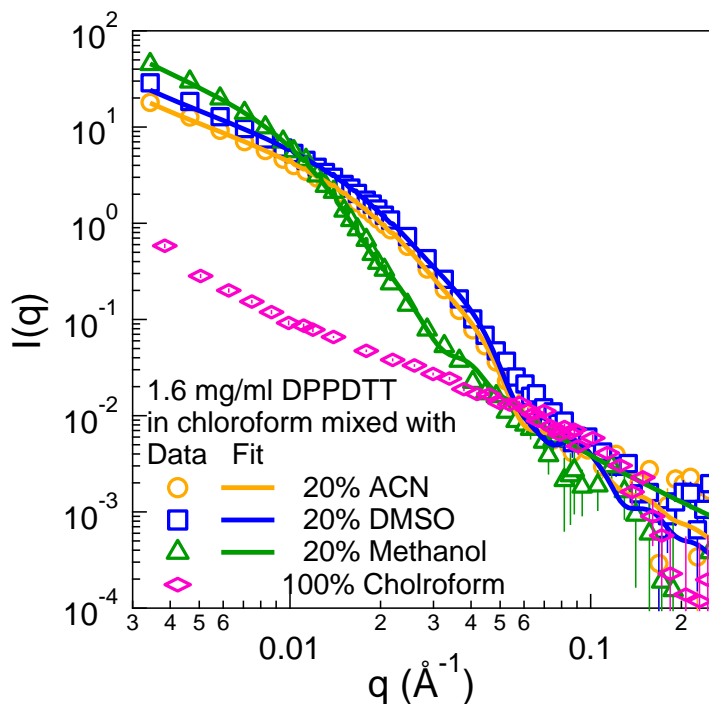 10^2
10^1
10^0
10^-1
10^-2
10^-3
10^-4
I(q)
1.6 mg/ml DPPDTT
in chloroform mixed with
Data Fit
20% ACN
20% DMSO
20% Methanol
100% Cholroform
3 4 5 6 2 3 4 5 6 2
0.01 0.1
q (Å^-1)